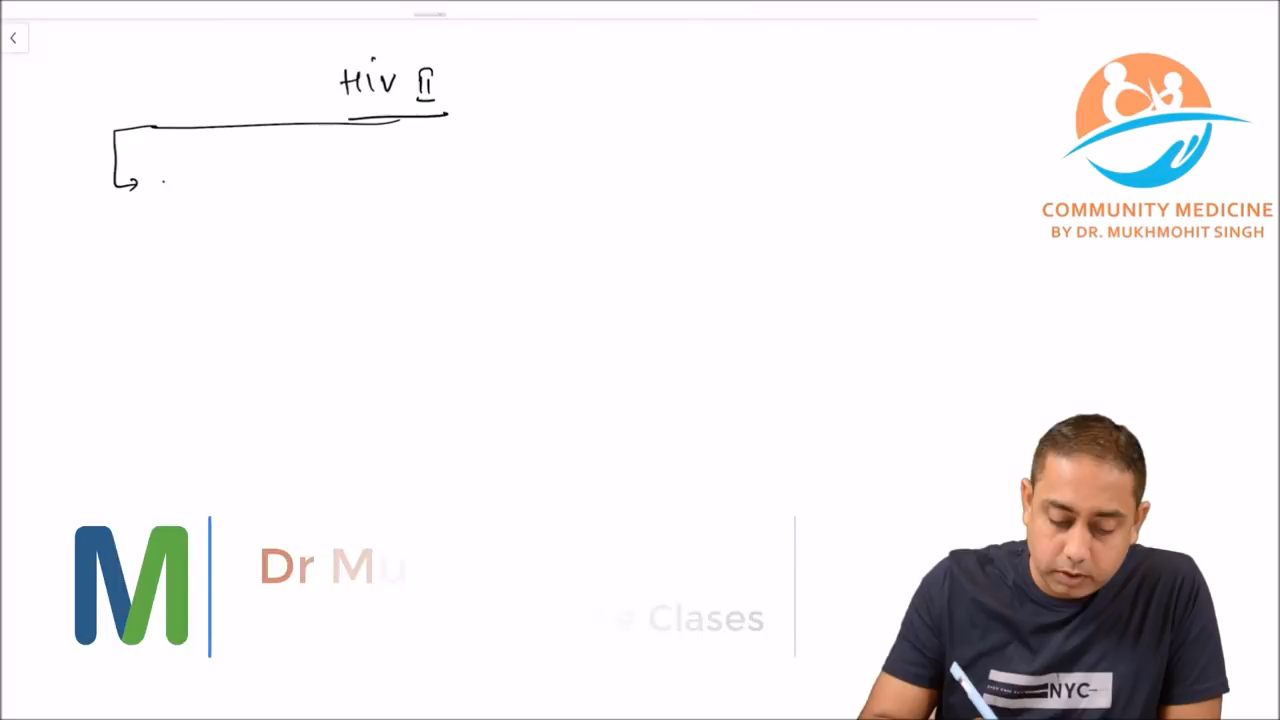 HiV II
COMMUNITY MEDICINE
BY DR. MUKHMOHIT SINGH
Dr Mu
Clases
NYC